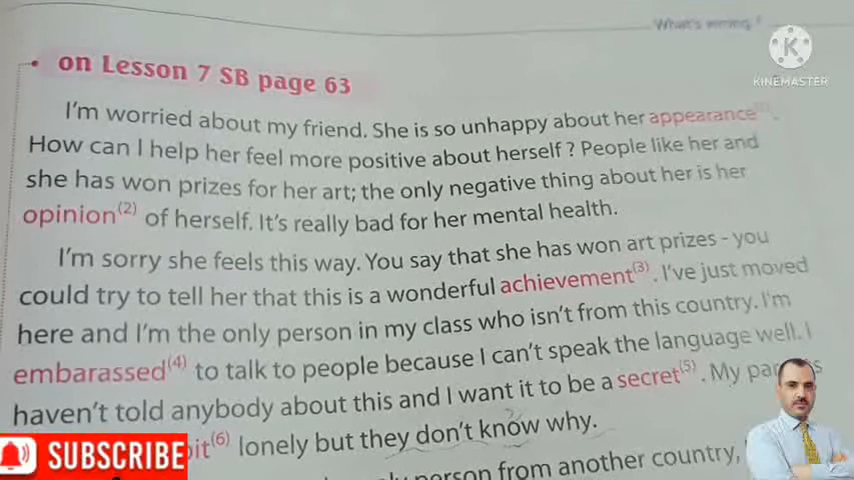 What's wrong ?
K
KINEMASTER
on Lesson 7 SB page 63
I'm worried about my friend. She is so unhappy about her appearance
How can I help her feel more positive about herself ? People like her and
she has won prizes for her art; the only negative thing about her is her
opinion(2) of herself. It's really bad for her mental health.
I'm sorry she feels this way. You say that she has won art prizes - you
could try to tell her that this is a wonderful achievement(3). I've just moved
here and I'm the only person in my class who isn't from this country. I'm
embarassed(4) to talk to people because I can't speak the language well. I
haven't told anybody about this and I want it to be a secret(5). My
(6) lonely but they don't know why.
person from another country,
SUBSCRIBE